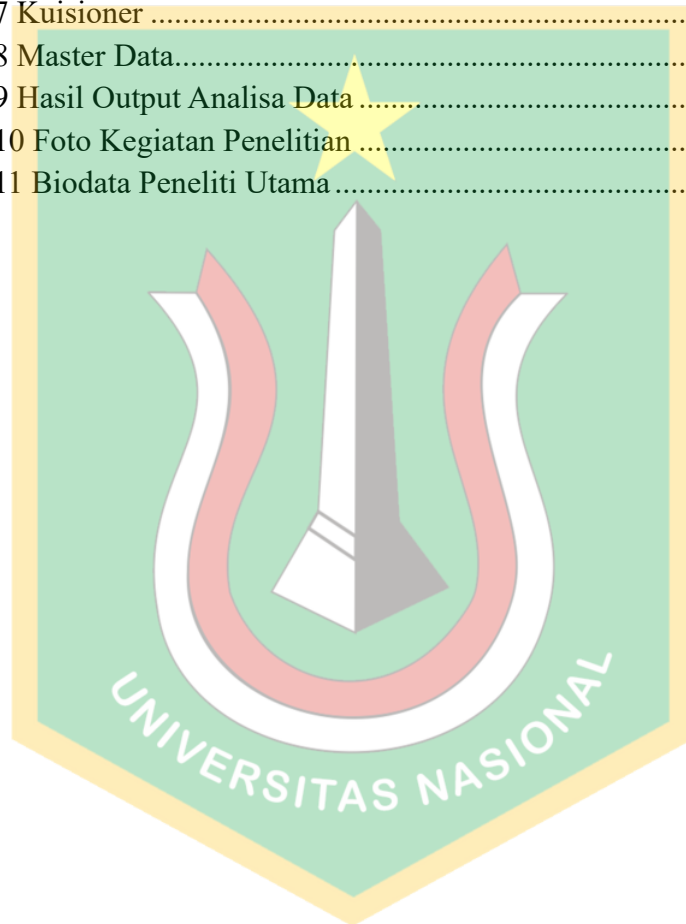 7 Kuisioner
8 Master Data
9 Hasil Output Analisa Data
10 Foto Kegiatan Penelitian
11 Biodata Peneliti Utama
UNIVERSITAS NASIONAL